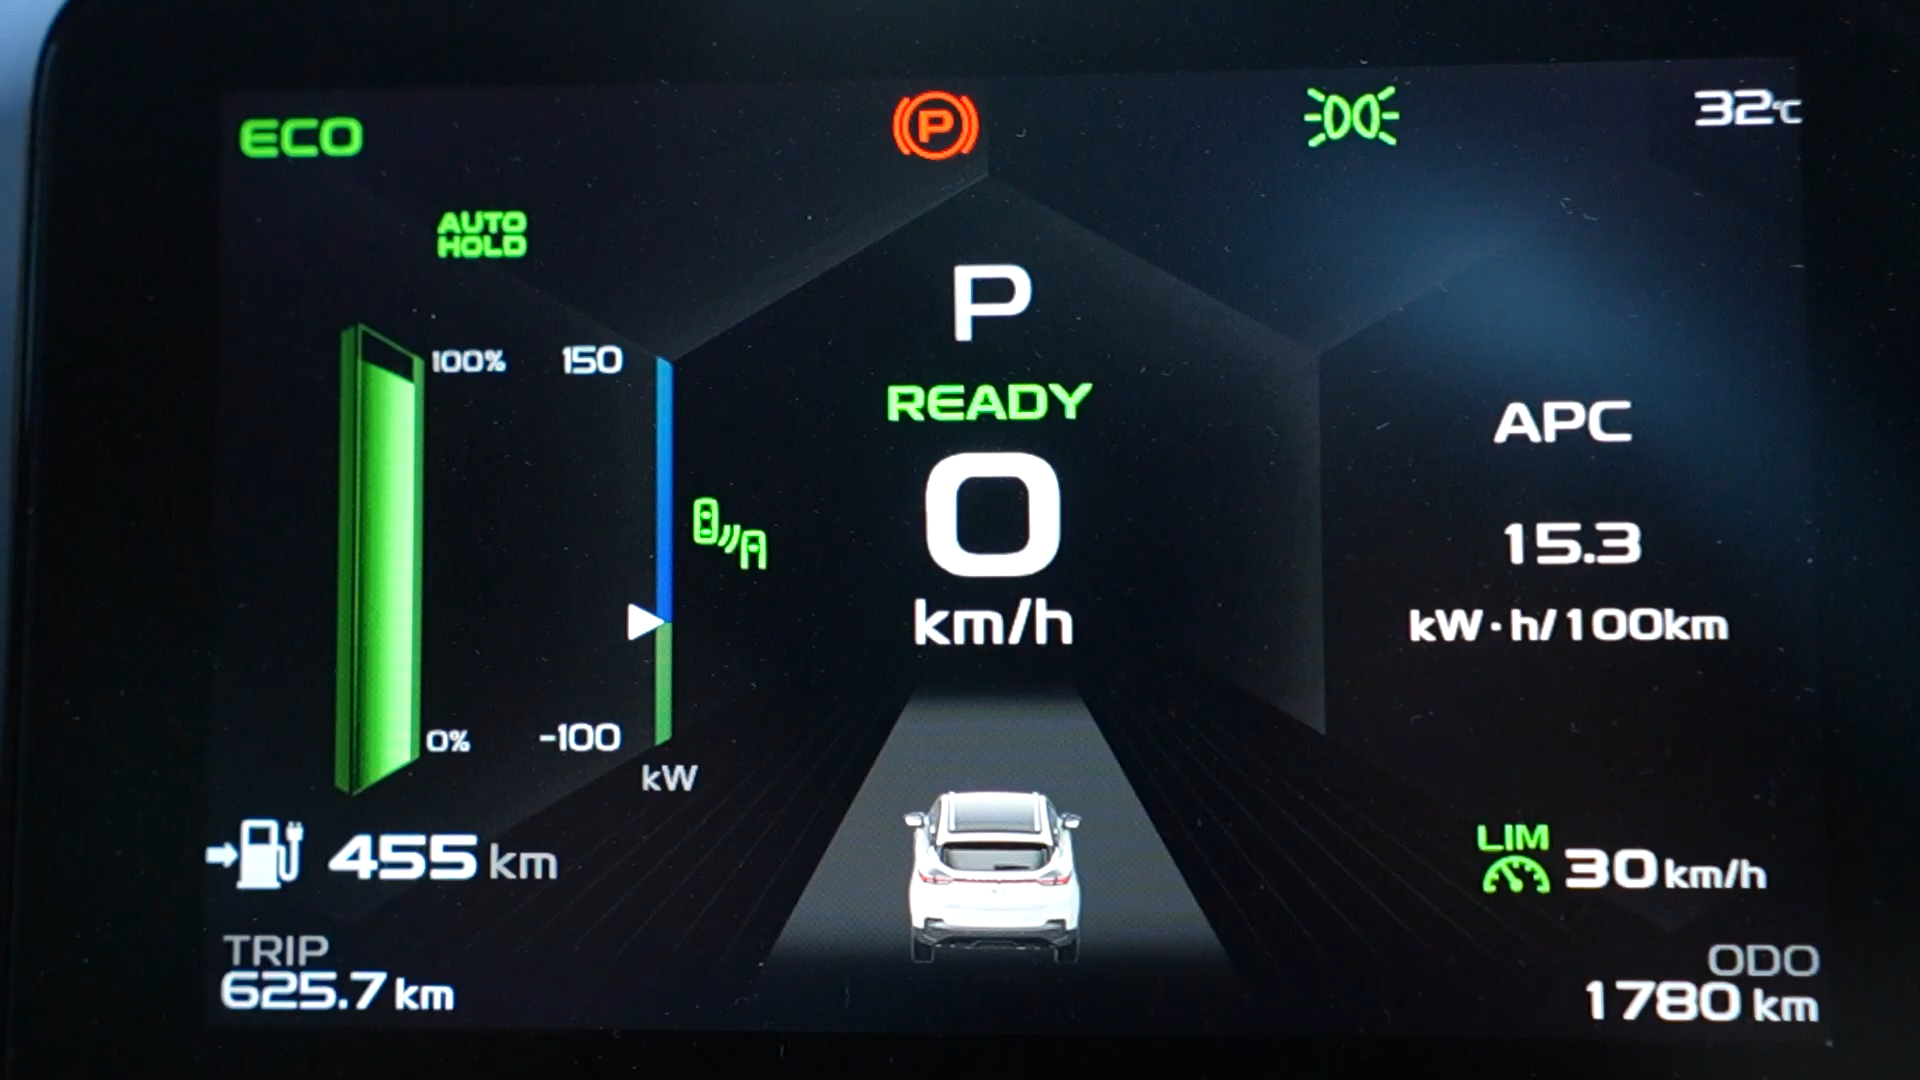 ECO
P
32°C
AUTO
HOLD
P
100%
150
READY
APC
0
15.3
km/h
kW·h/100km
0%
-100
kW
455 km
LIM
30 km/h
TRIP
625.7 km
ODO
1780 km